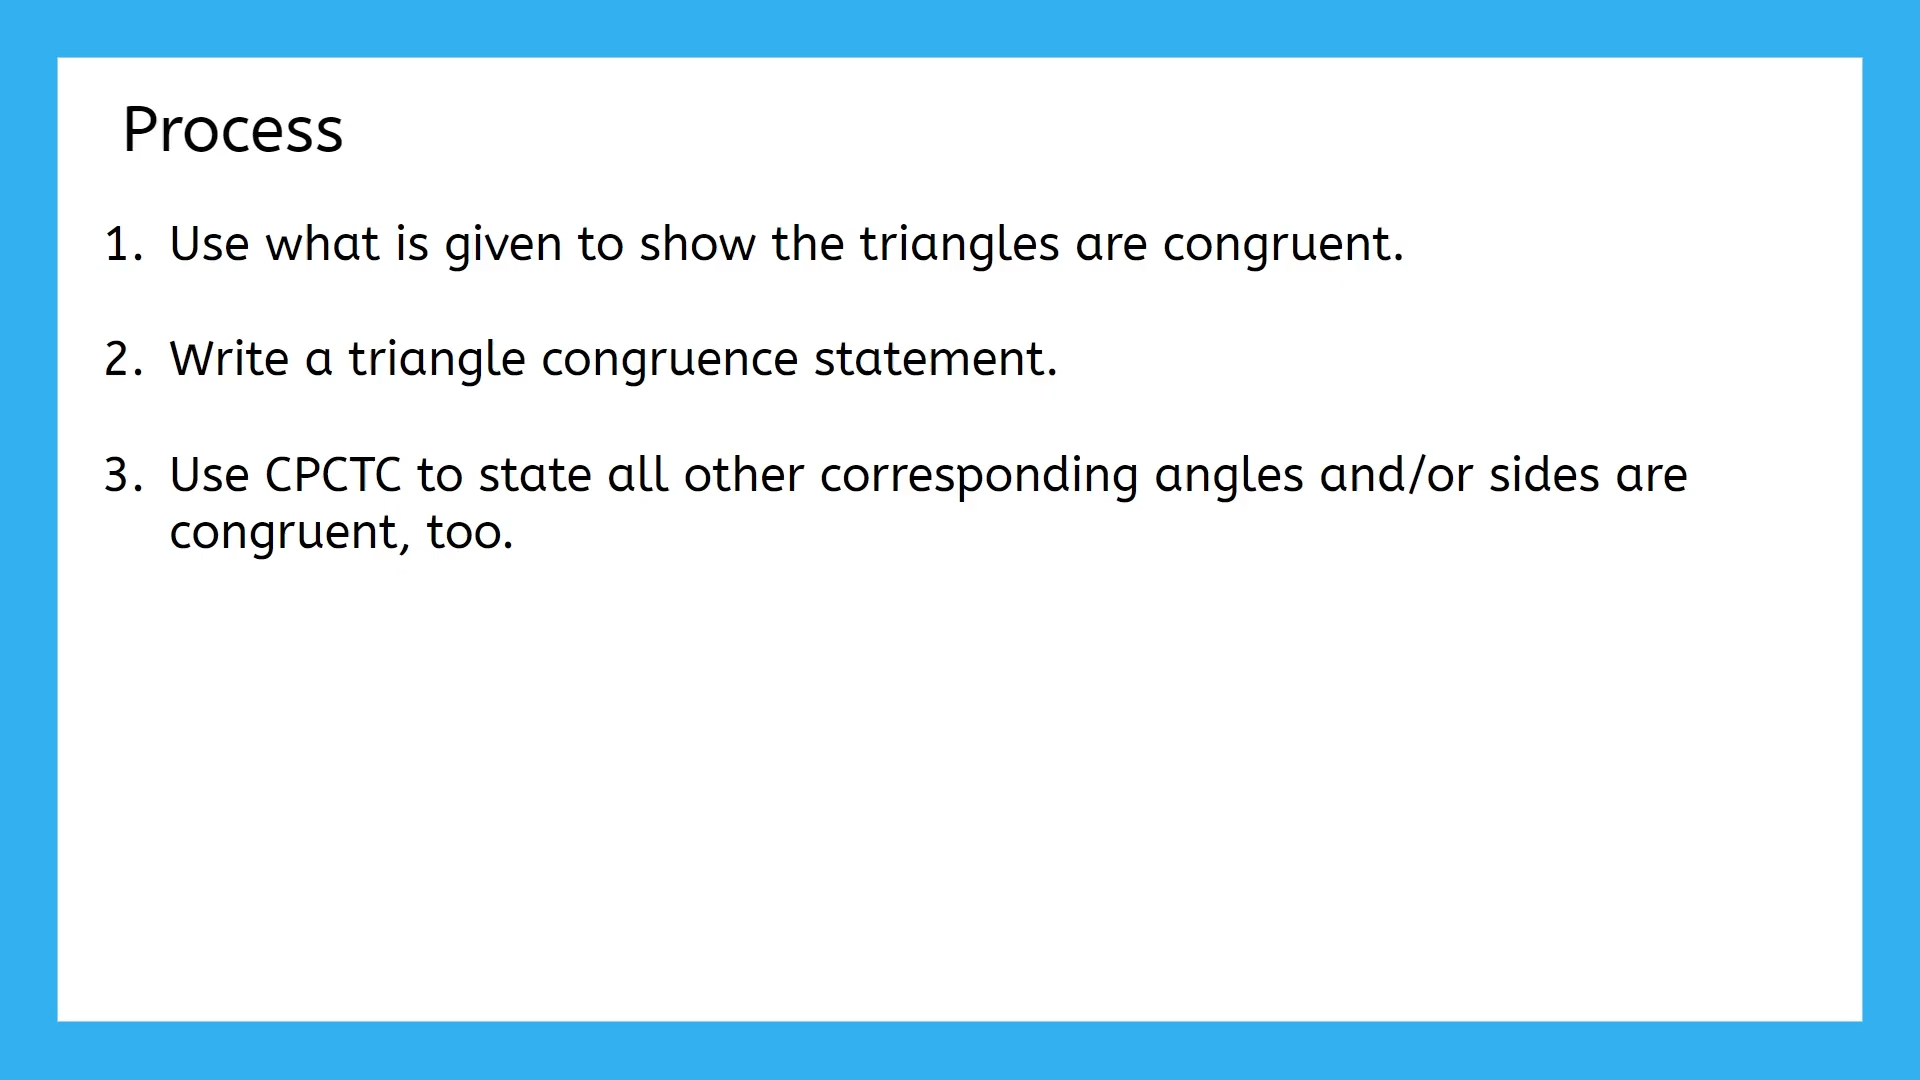 Process
1. Use what is given to show the triangles are congruent.
2. Write a triangle congruence statement.
3. Use CPCTC to state all other corresponding angles and/or sides are
congruent, too.